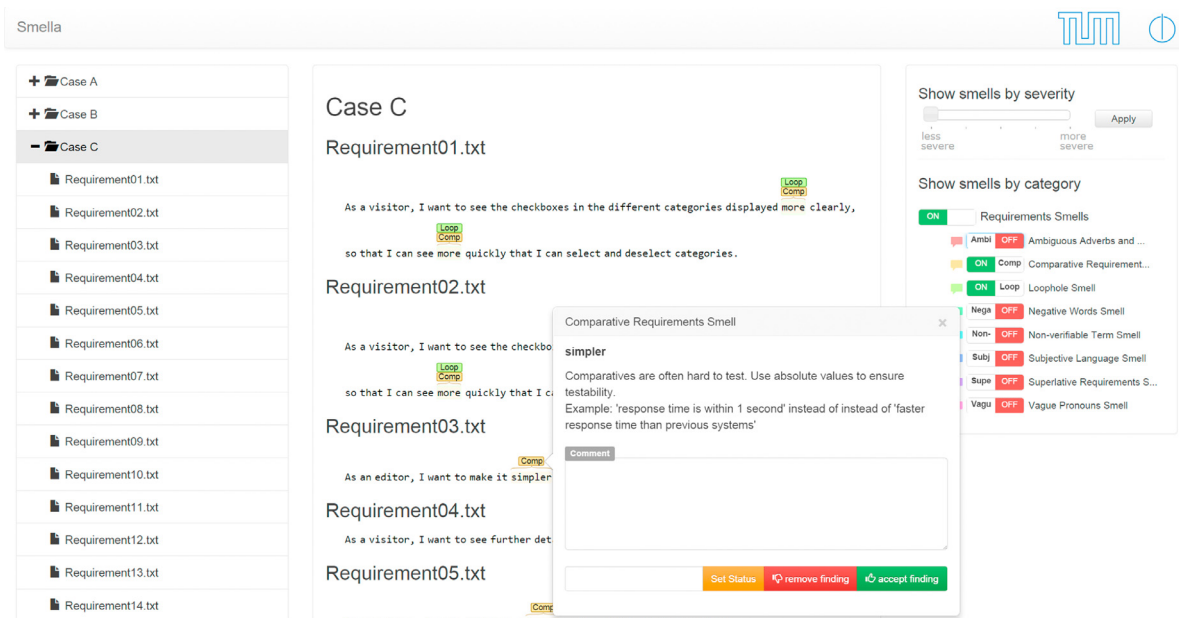 Smella
TUM
Case A
Case B
Case C
Requirement01.txt
Requirement02.txt
Requirement03.txt
Requirement04.txt
Requirement05.txt
Requirement06.txt
Requirement07.txt
Requirement08.txt
Requirement09.txt
Requirement10.txt
Requirement11.txt
Requirement12.txt
Requirement13.txt
Requirement14.txt
Case C
Requirement01.txt
Loop
Comp
As a visitor, I want to see the checkboxes in the different categories displayed more clearly,
Loop
Comp
so that I can see more quickly that I can select and deselect categories.
Requirement02.txt
As a visitor, I want to see the checkbo
Loop
Comp
so that I can see more quickly that I c
Requirement03.txt
Comp
As an editor, I want to make it simpler
Requirement04.txt
As a visitor, I want to see further det
Requirement05.txt
Comp
Comparative Requirements Smell ×
simpler
Comparatives are often hard to test. Use absolute values to ensure
testability.
Example: 'response time is within 1 second' instead of instead of 'faster
response time than previous systems'
Comment
Set Status remove finding accept finding
Show smells by severity
Apply
less severe
more severe
Show smells by category
ON Requirements Smells
Ambi OFF Ambiguous Adverbs and ...
ON Comp Comparative Requirement...
ON Loop Loophole Smell
Nega OFF Negative Words Smell
Non- OFF Non-verifiable Term Smell
Subj OFF Subjective Language Smell
Supe OFF Superlative Requirements S...
Vagu OFF Vague Pronouns Smell